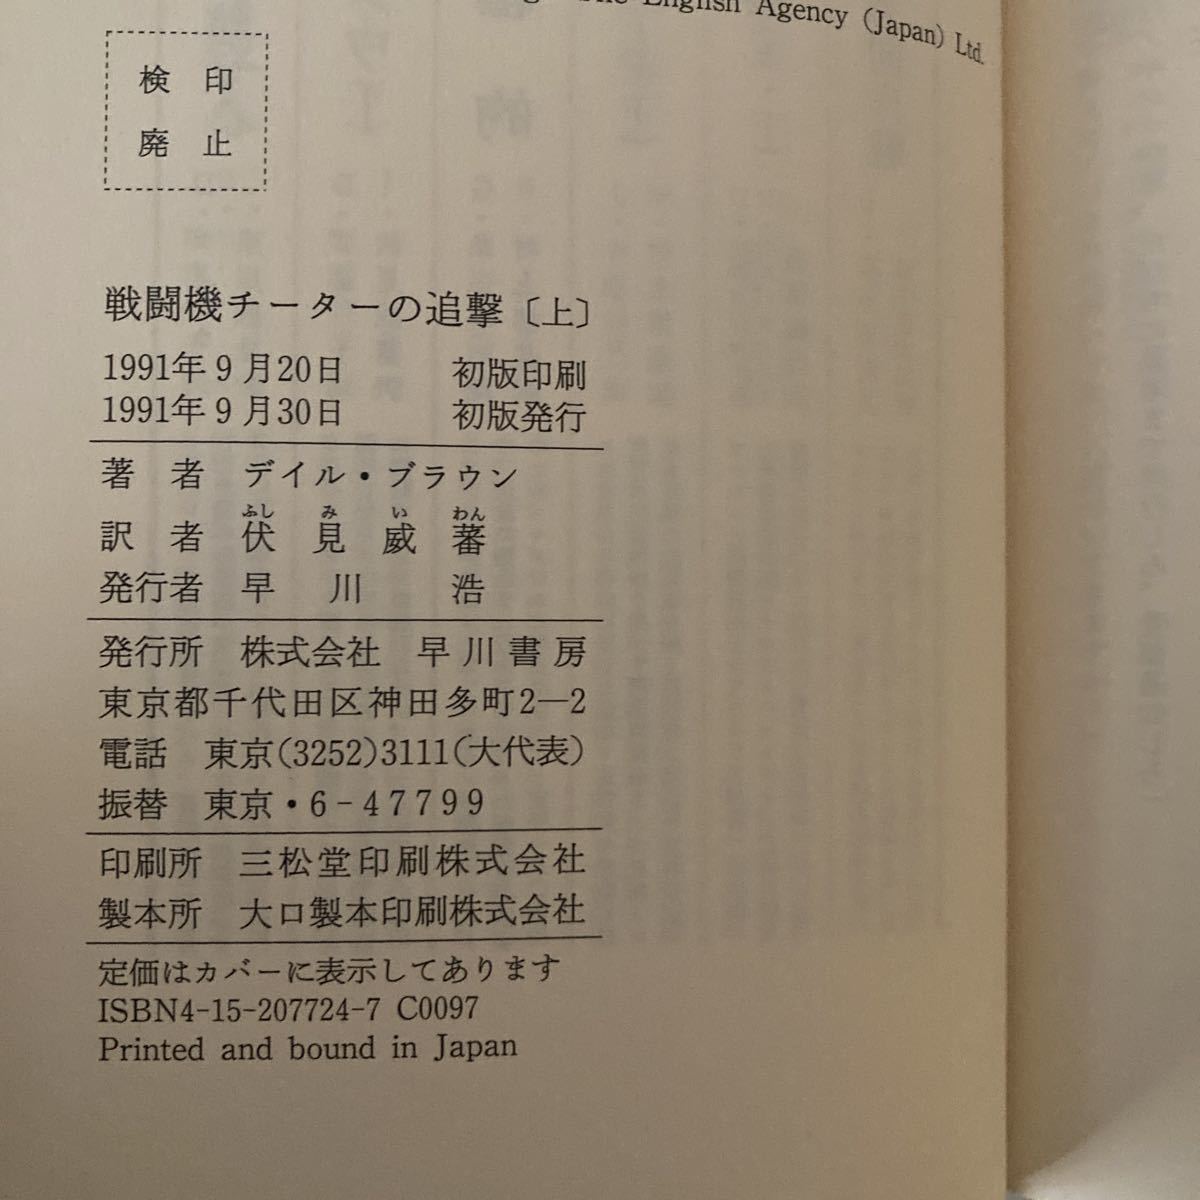 The English Agency (Japan) Ltd.
検印
廃止
戦闘機チーターの追撃〔上〕
1991年9月20日 初版印刷
1991年9月30日 初版発行
著者 デイル・ブラウン
ふし み い わん
訳者 伏見威蕃
発行者 早川 浩
発行所 株式会社 早川書房
東京都千代田区神田多町2―2
電話 東京(3252)3111(大代表)
振替 東京・6-47799
印刷所 三松堂印刷株式会社
製本所 大口製本印刷株式会社
定価はカバーに表示してあります
ISBN4-15-207724-7 C0097
Printed and bound in Japan